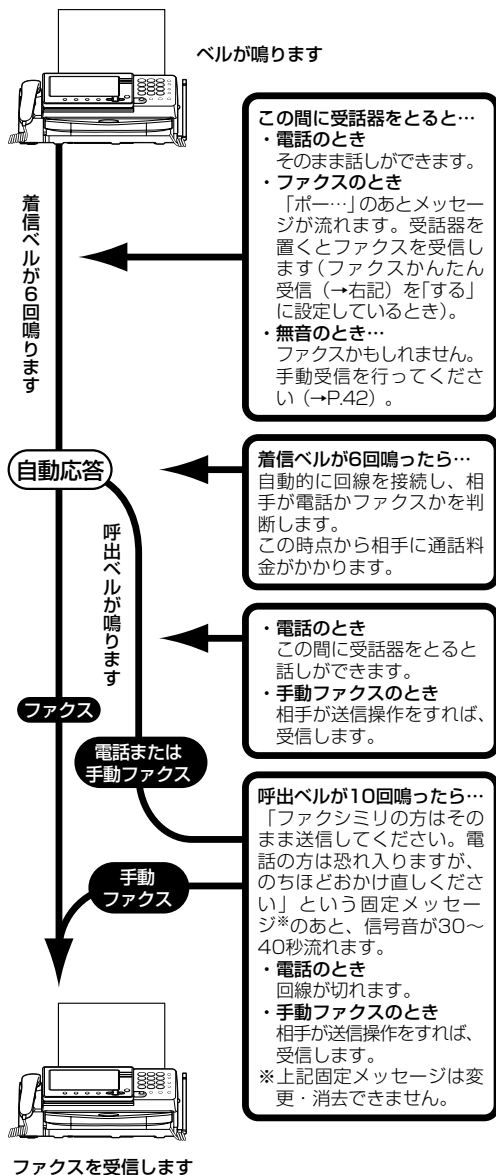 ベルが鳴ります
この間に受話器をとると…
・電話のとき
そのまま話しができます。
・ファクスのとき
「ポー…」のあとメッセー
ジが流れます。受話器を
置くとファクスを受信し
ます(ファクスかんたん
受信(→右記)を「する」
に設定しているとき)。
・無音のとき…
ファクスかもしれません。
手動受信を行ってくださ
い(→P.42)。
着信ベルが6回鳴ります
自動応答
着信ベルが6回鳴ったら…
自動的に回線を接続し、相
手が電話かファクスかを判
断します。
この時点から相手に通話料
金がかかります。
呼出ベルが鳴ります
・電話のとき
この間に受話器をとると
話しができます。
・手動ファクスのとき
相手が送信操作をすれば、
受信します。
ファクス
電話または
手動ファクス
呼出ベルが10回鳴ったら…
「ファクシミリの方はその
まま送信してください。電
話の方は恐れ入りますが、
のちほどおかけ直しくださ
い」という固定メッセー
ジ※のあと、信号音が30〜
40秒流れます。
・電話のとき
回線が切れます。
・手動ファクスのとき
相手が送信操作をすれば、
受信します。
※上記固定メッセージは変
更・消去できません。
手動
ファクス
ファクスを受信します